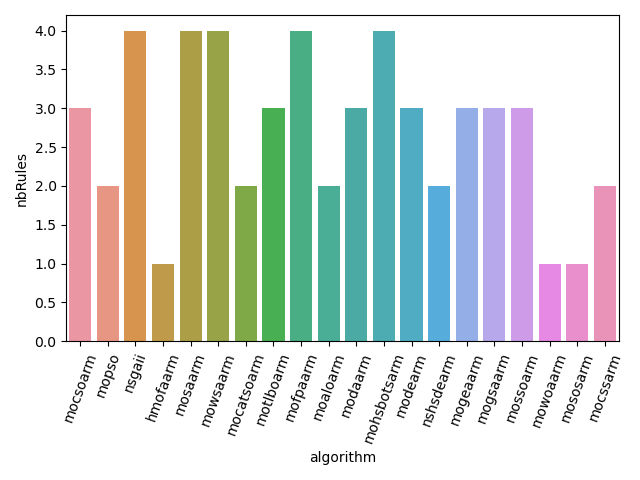 nbRules
4.0
3.5
3.0
2.5
2.0
1.5
1.0
0.5
0.0
mocsoarm
mopso
nsgaii
hmofaarm
mosaarm
mowsaarm
mocatsoarm
motlboarm
mofpaarm
moaloarm
modaarm
mohsbotsarm
modearm
nshsdearm
mogeaarm
mogsaarm
mossoarm
mowoaarm
mososarm
mocssarm
algorithm